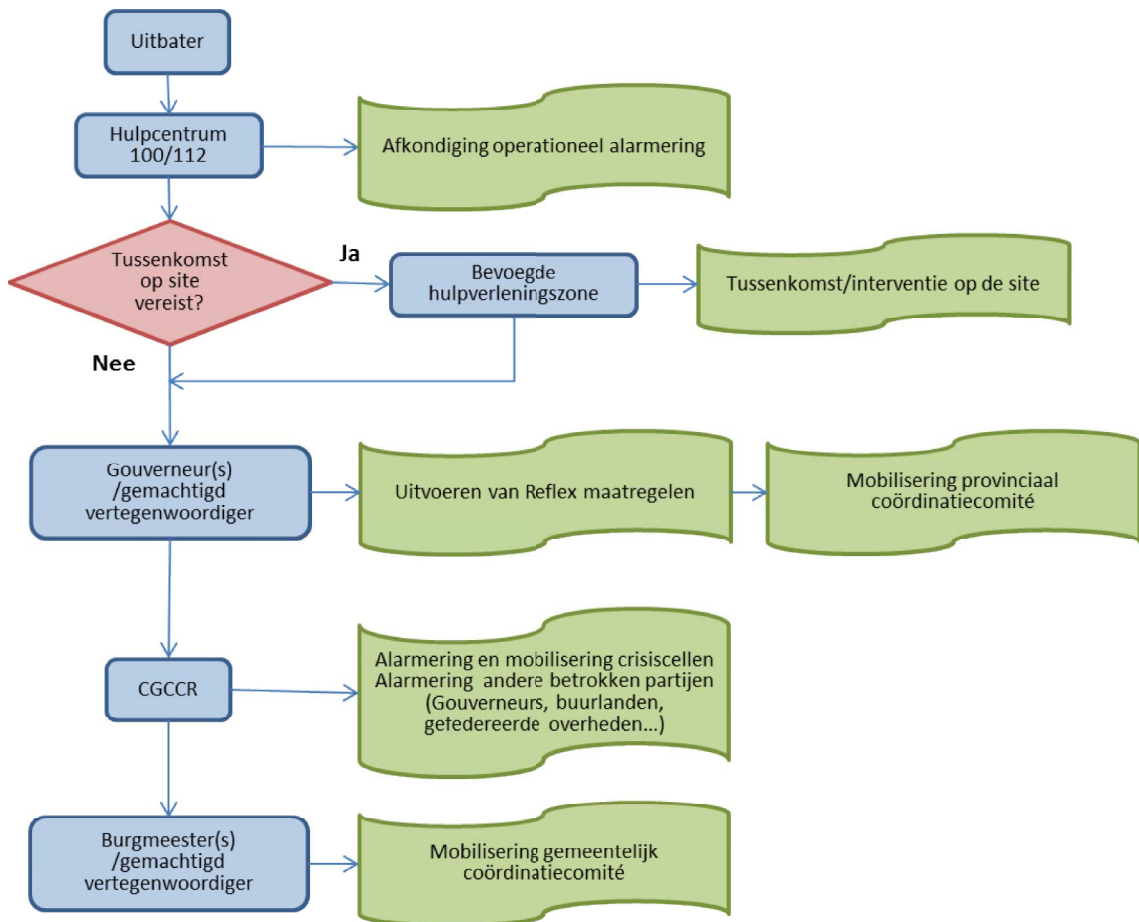 Uitbater
Hulpcentrum
100/112
Afkondiging operationeel alarmering
Tussenkomst
op site
vereist?
Ja
Bevoegde
hulpverleningszone
Tussenkomst/interventie op de site
Nee
Gouverneur(s)
/gemachtigd
vertegenwoordiger
Uitvoeren van Reflex maatregelen
Mobilisering provinciaal
coördinatiecomité
CGCCR
Alarmering en mobilisering crisiscellen
Alarmering andere betrokken partijen
(Gouverneurs, buurlanden,
gefedereerde overheden...)
Burgmeester(s)
/gemachtigd
vertegenwoordiger
Mobilisering gemeentelijk
coördinatiecomité